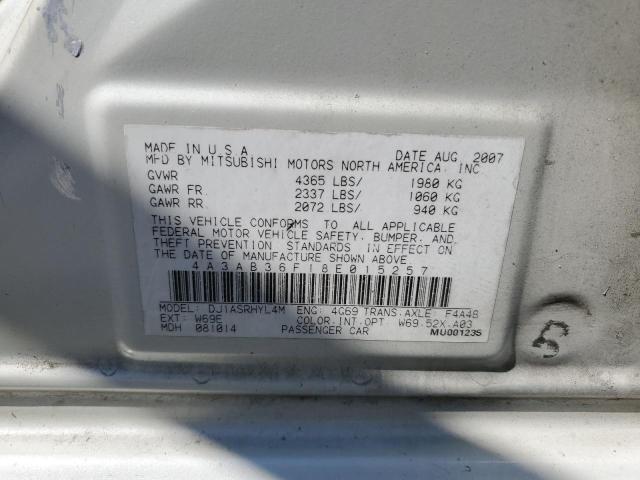 MADE IN U.S.A. DATE AUG, 2007
MFD BY MITSUBISHI MOTORS NORTH AMERICA, INC
GVWR 4365 LBS/ 1980 KG
GAWR FR. 2337 LBS/ 1060 KG
GAWR RR. 2072 LBS/ 940 KG
THIS VEHICLE CONFORMS TO ALL APPLICABLE
FEDERAL MOTOR VEHICLE SAFETY, BUMPER, AND
THEFT PREVENTION STANDARDS IN EFFECT ON
THE DATE OF MANUFACTURE SHOWN ABOVE.
4A3AB36F18E015257
MODEL: DJ1ASRHYL4M ENG: 4G69 TRANS.AXLE: F4A4B
EXT: W69E COLOR.INT.OPT W69.52X.A03
MDH 081014 PASSENGER CAR MU001235